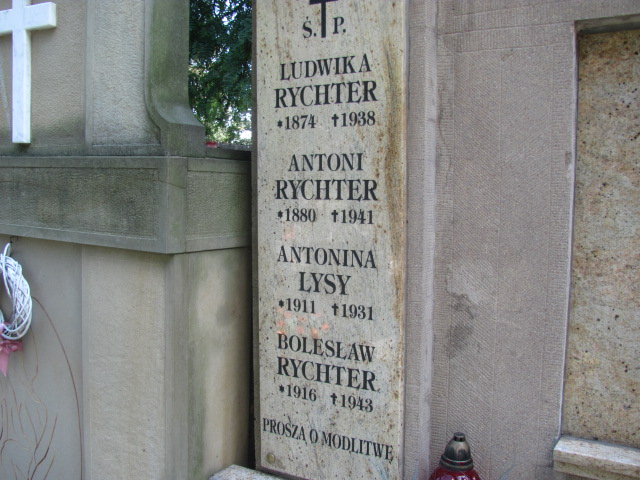 Ś. P.
LUDWIKA
RYCHTER
*1874 †1938
ANTONI
RYCHTER
*1880 †1941
ANTONINA
LYSY
*1911 †1931
BOLESŁAW
RYCHTER
*1916 †1943
PROSZĄ O MODLITWĘ